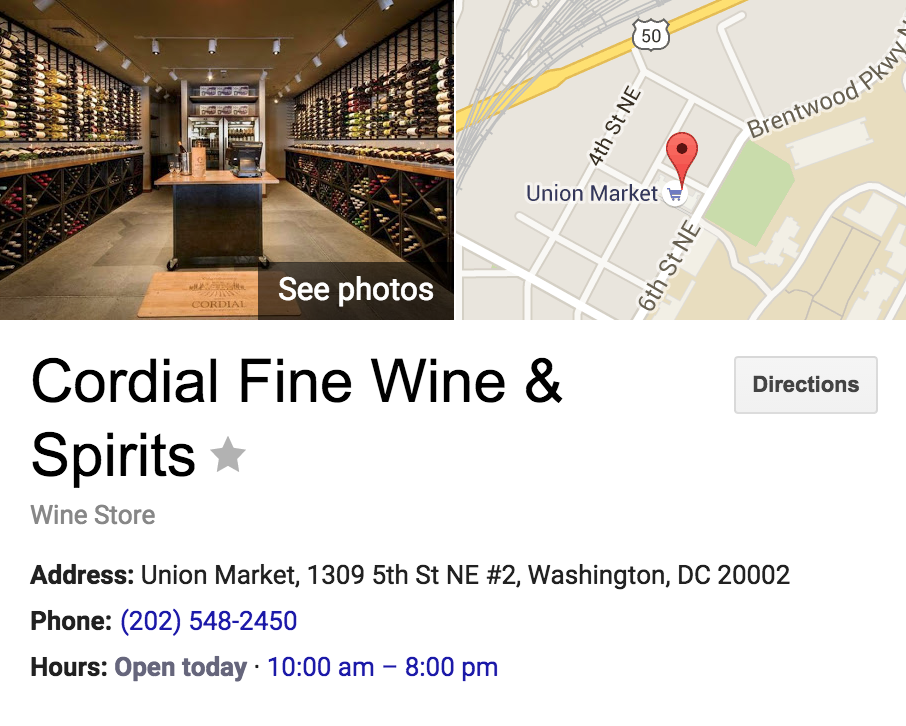 50
Brentwood Pkwy N
4th St NE
Union Market
6th St NE
CORDIAL
See photos
Cordial Fine Wine &
Spirits
Directions
Wine Store
Address: Union Market, 1309 5th St NE #2, Washington, DC 20002
Phone: (202) 548-2450
Hours: Open today · 10:00 am – 8:00 pm